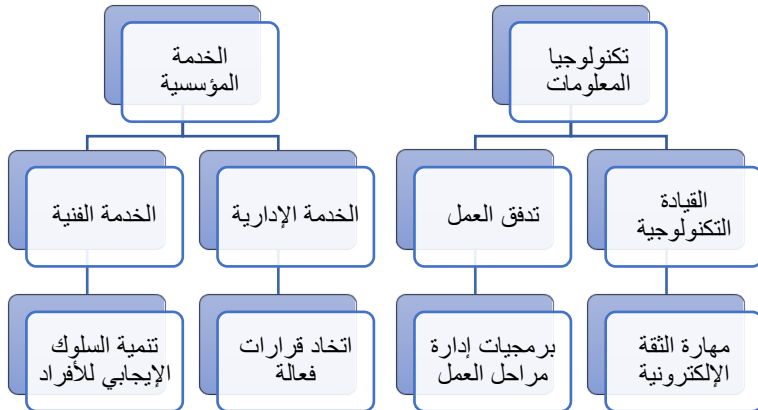 تكنولوجيا
المعلومات
الخدمة
المؤسسية
القيادة
التكنولوجية
تدفق العمل
الخدمة الإدارية
الخدمة الفنية
مهارة الثقة
الإلكترونية
برمجيات إدارة
مراحل العمل
اتخاد قرارات
فعالة
تنمية السلوك
الإيجابي للأفراد